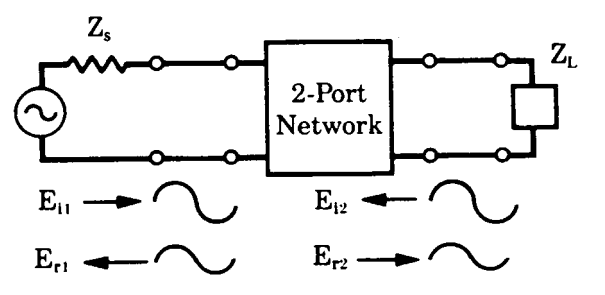 Zs
ZL
2-Port
Network
Ei1
Ei2
Er1
Er2